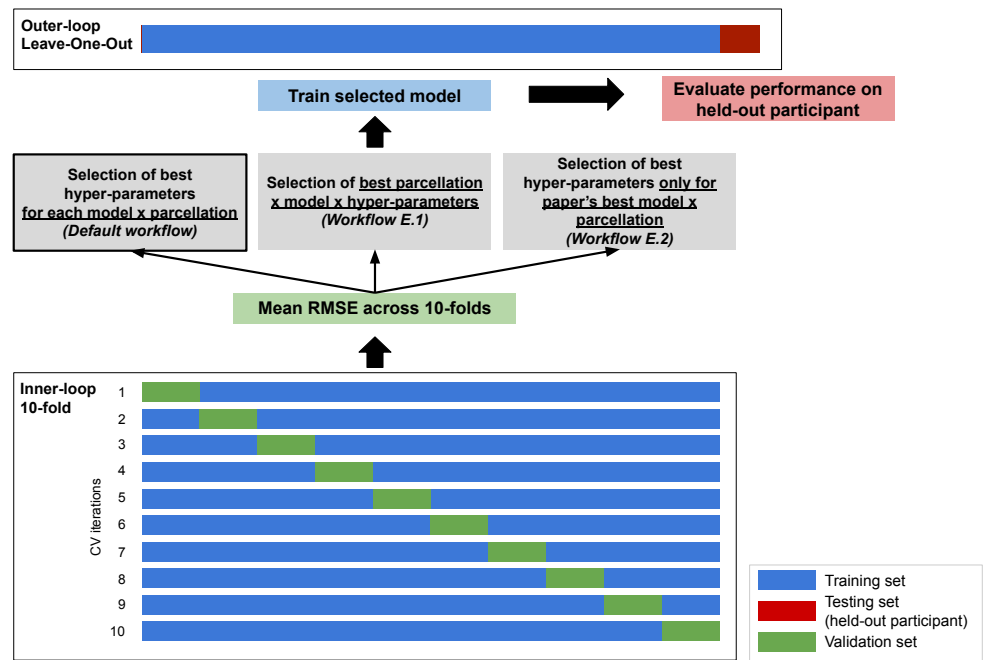 Outer-loop
Leave-One-Out
Train selected model
Evaluate performance on
held-out participant
Selection of best
hyper-parameters
for each model x parcellation
(Default workflow)
Selection of best parcellation
x model x hyper-parameters
(Workflow E.1)
Selection of best
hyper-parameters only for
paper's best model x
parcellation
(Workflow E.2)
Mean RMSE across 10-folds
Inner-loop
10-fold
CV iterations
1
2
3
4
5
6
7
8
9
10
Training set
Testing set
(held-out participant)
Validation set